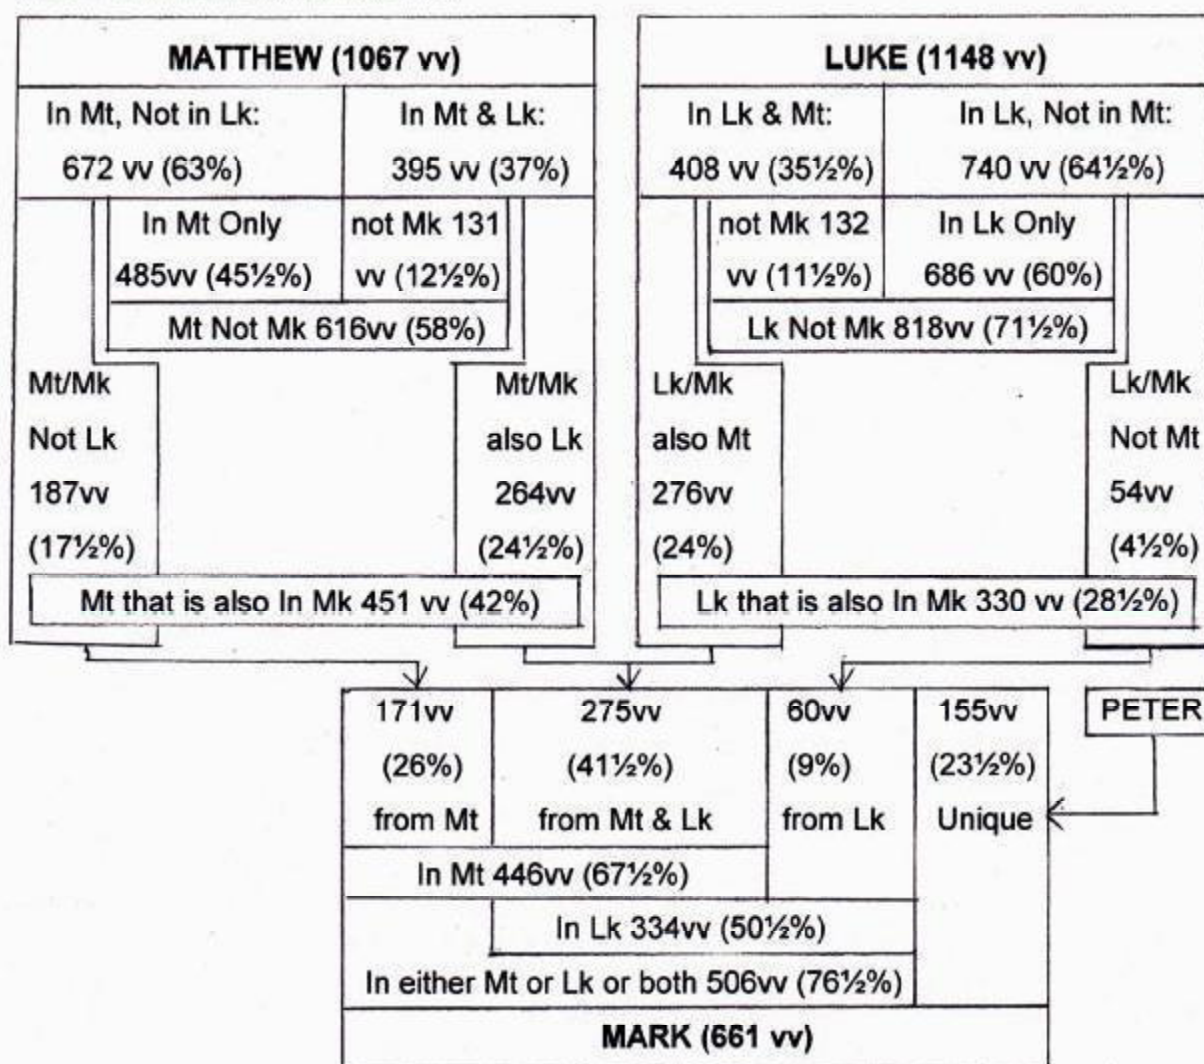 MATTHEW (1067 vv)
In Mt, Not in Lk:
672 vv (63%)
In Mt & Lk:
395 vv (37%)
In Mt Only
485vv (45½%)
not Mk 131
vv (12½%)
Mt Not Mk 616vv (58%)
Mt/Mk
Not Lk
187vv
(17½%)
Mt/Mk
also Lk
264vv
(24½%)
Mt that is also In Mk 451 vv (42%)
LUKE (1148 vv)
In Lk & Mt:
408 vv (35½%)
In Lk, Not in Mt:
740 vv (64½%)
not Mk 132
vv (11½%)
In Lk Only
686 vv (60%)
Lk Not Mk 818vv (71½%)
Lk/Mk
also Mt
276vv
(24%)
Lk/Mk
Not Mt
54vv
(4½%)
Lk that is also In Mk 330 vv (28½%)
171vv
(26%)
from Mt
275vv
(41½%)
from Mt & Lk
60vv
(9%)
from Lk
155vv
(23½%)
Unique
PETER
In Mt 446vv (67½%)
In Lk 334vv (50½%)
In either Mt or Lk or both 506vv (76½%)
MARK (661 vv)